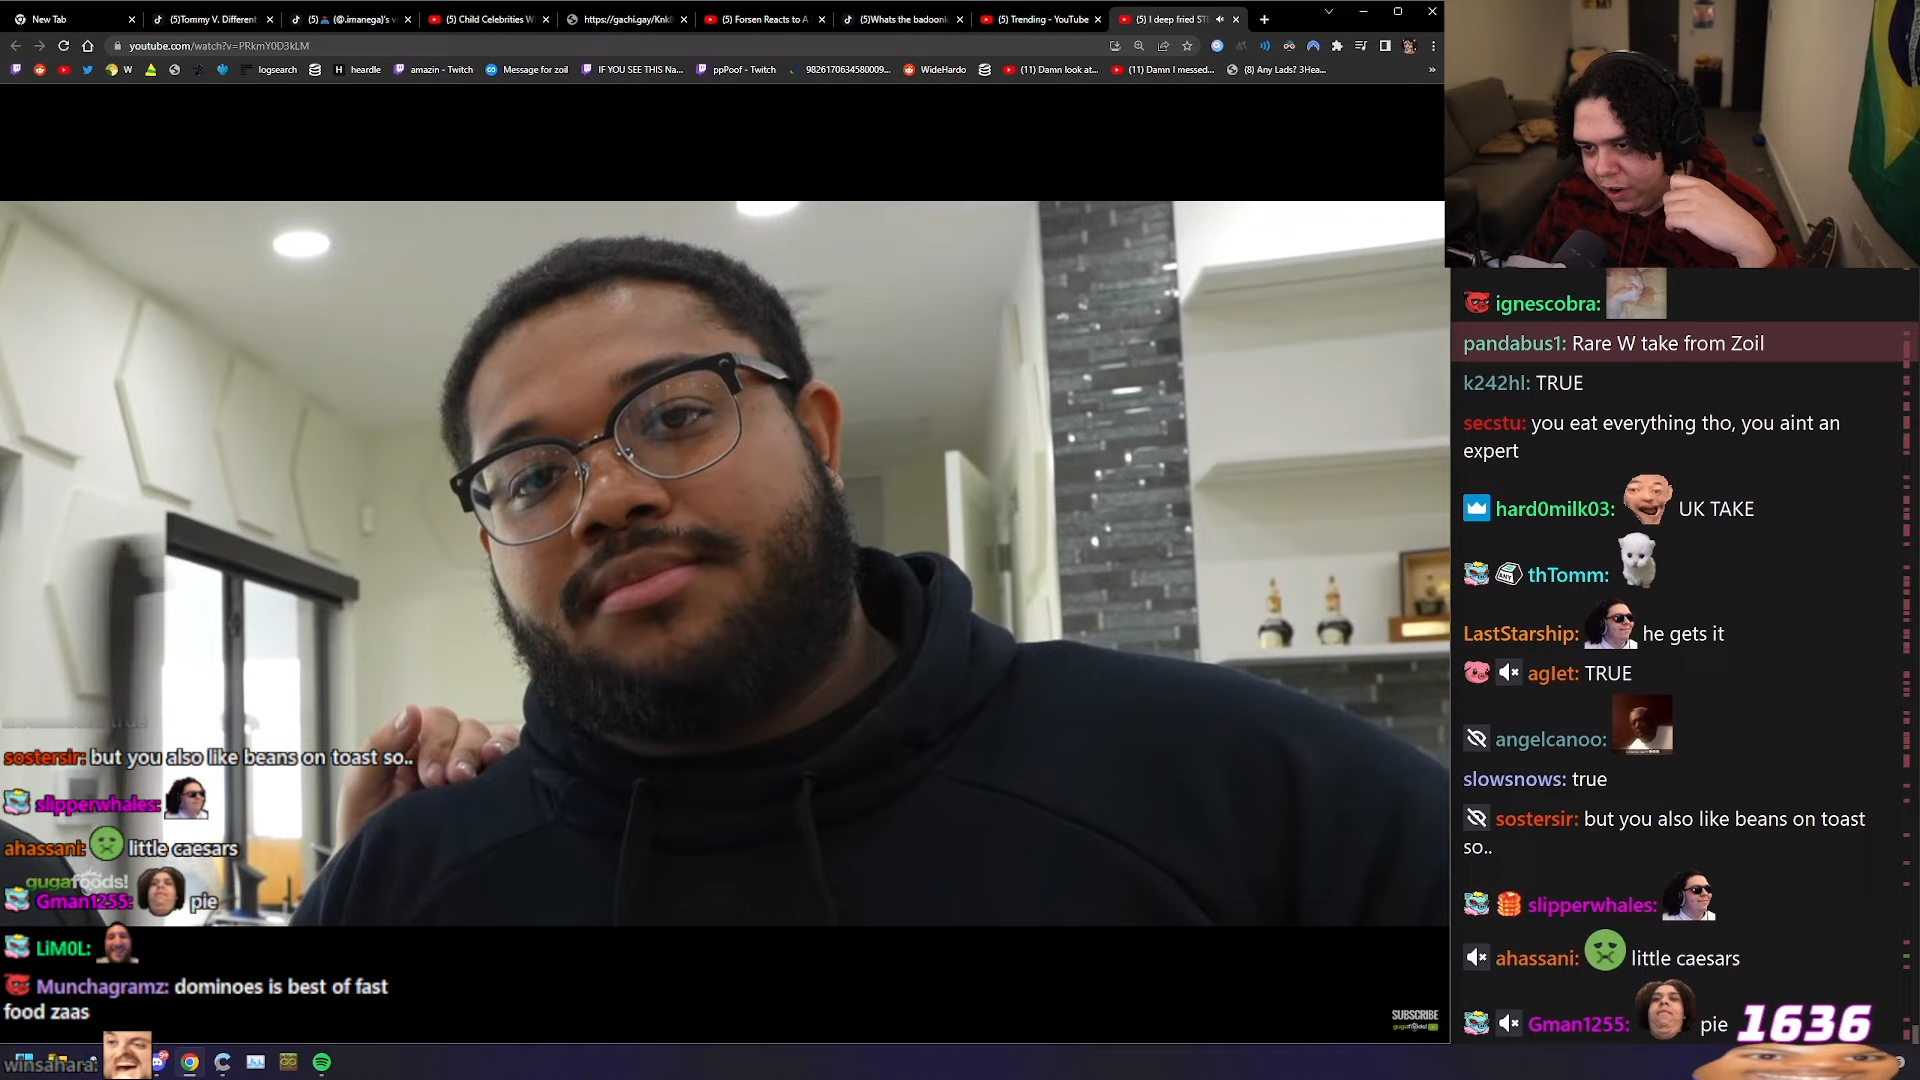 New Tab
(5)Tommy V. Different
(5)
(@.imanega)'s v
(5) Child Celebrities W
https://gachi.gay/Knk
(5) Forsen Reacts to A
(5)Whats the badoonk
(5) Trending - YouTube
(5) I deep fried ST
youtube.com/watch?v=PRkmY0D3kLM
W
logsearch
H
heardle
amazin - Twitch
Message for zoil
IF YOU SEE THIS Na...
ppPoof - Twitch
9826170634580009...
WideHardo
(11) Damn look at...
(11) Damn I messed...
(8) Any Lads? 3Hea...
»
ignescobra:
pandabus1: Rare W take from Zoil
k242hl: TRUE
secstu: you eat everything tho, you aint an
expert
hard0milk03: UK TAKE
ANY
thTomm:
LastStarship: he gets it
aglet: TRUE
angelcanoo:
slowsnows: true
sostersir: but you also like beans on toast
so..
slipperwhales:
ahassani: little caesars
Gman1255: pie
1636
sostersir: but you also like beans on toast so..
slipperwhales:
ahassani: little caesars
gugafoods!
Gman1255: pie
LiM0L:
Munchagramz: dominoes is best of fast
food zaas
winsahara:
SUBSCRIBE
gugafoods!